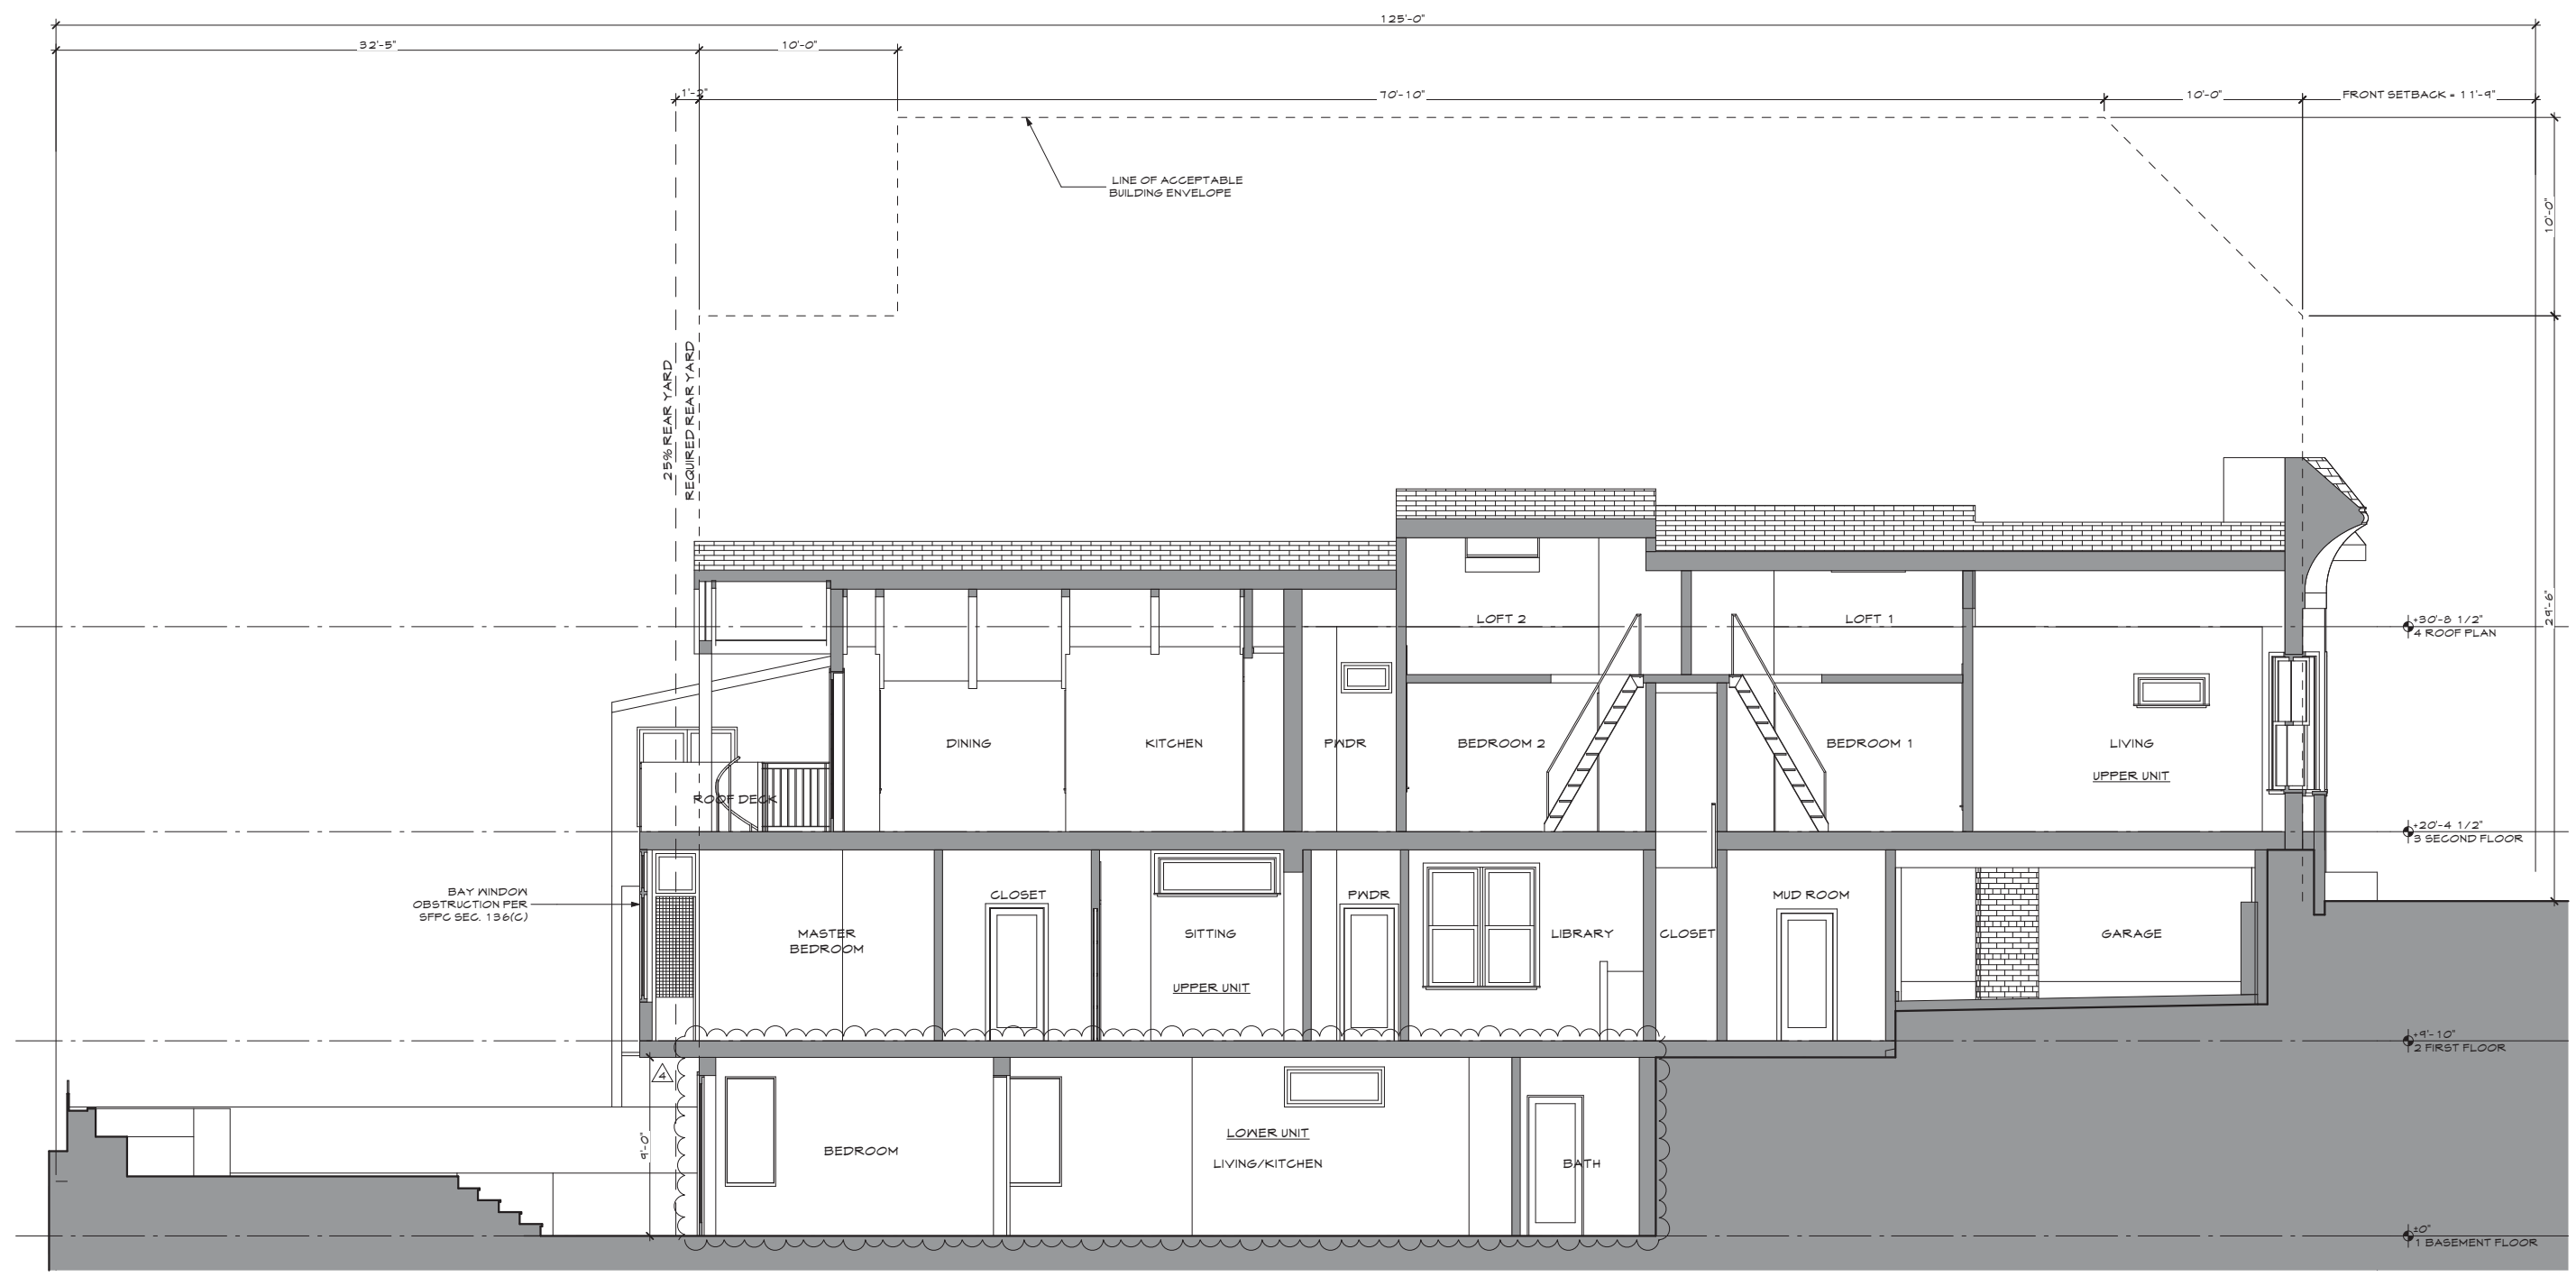 125'-0"
32'-5"
10'-0"
1'-2"
70'-10"
10'-0"
FRONT SETBACK = 11'-9"
LINE OF ACCEPTABLE
BUILDING ENVELOPE
10'-0"
25% REAR YARD
REQUIRED REAR YARD
29'-6"
LOFT 2
LOFT 1
+30'-8 1/2"
4 ROOF PLAN
DINING
KITCHEN
PWDR
BEDROOM 2
BEDROOM 1
LIVING
UPPER UNIT
ROOF DECK
+20'-4 1/2"
3 SECOND FLOOR
BAY WINDOW
OBSTRUCTION PER
SFPC SEC. 136(C)
CLOSET
PWDR
MUD ROOM
MASTER
BEDROOM
SITTING
LIBRARY
CLOSET
GARAGE
UPPER UNIT
+9'-10"
2 FIRST FLOOR
4
9'-0"
LOWER UNIT
BEDROOM
LIVING/KITCHEN
BATH
±0"
1 BASEMENT FLOOR